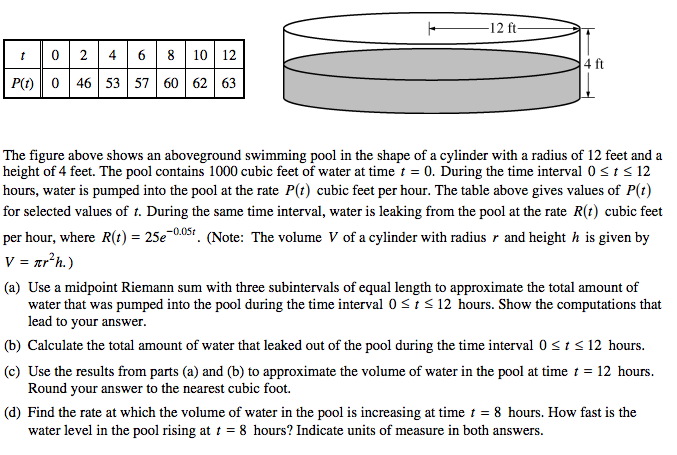 12 ft
t 0 2 4 6 8 10 12
4 ft
P(t) 0 46 53 57 60 62 63
The figure above shows an aboveground swimming pool in the shape of a cylinder with a radius of 12 feet and a
height of 4 feet. The pool contains 1000 cubic feet of water at time t = 0. During the time interval 0 ≤ t ≤ 12
hours, water is pumped into the pool at the rate P(t) cubic feet per hour. The table above gives values of P(t)
for selected values of t. During the same time interval, water is leaking from the pool at the rate R(t) cubic feet
per hour, where R(t) = 25e^{-0.05t}. (Note: The volume V of a cylinder with radius r and height h is given by
V = πr²h.)
(a) Use a midpoint Riemann sum with three subintervals of equal length to approximate the total amount of
water that was pumped into the pool during the time interval 0 ≤ t ≤ 12 hours. Show the computations that
lead to your answer.
(b) Calculate the total amount of water that leaked out of the pool during the time interval 0 ≤ t ≤ 12 hours.
(c) Use the results from parts (a) and (b) to approximate the volume of water in the pool at time t = 12 hours.
Round your answer to the nearest cubic foot.
(d) Find the rate at which the volume of water in the pool is increasing at time t = 8 hours. How fast is the
water level in the pool rising at t = 8 hours? Indicate units of measure in both answers.